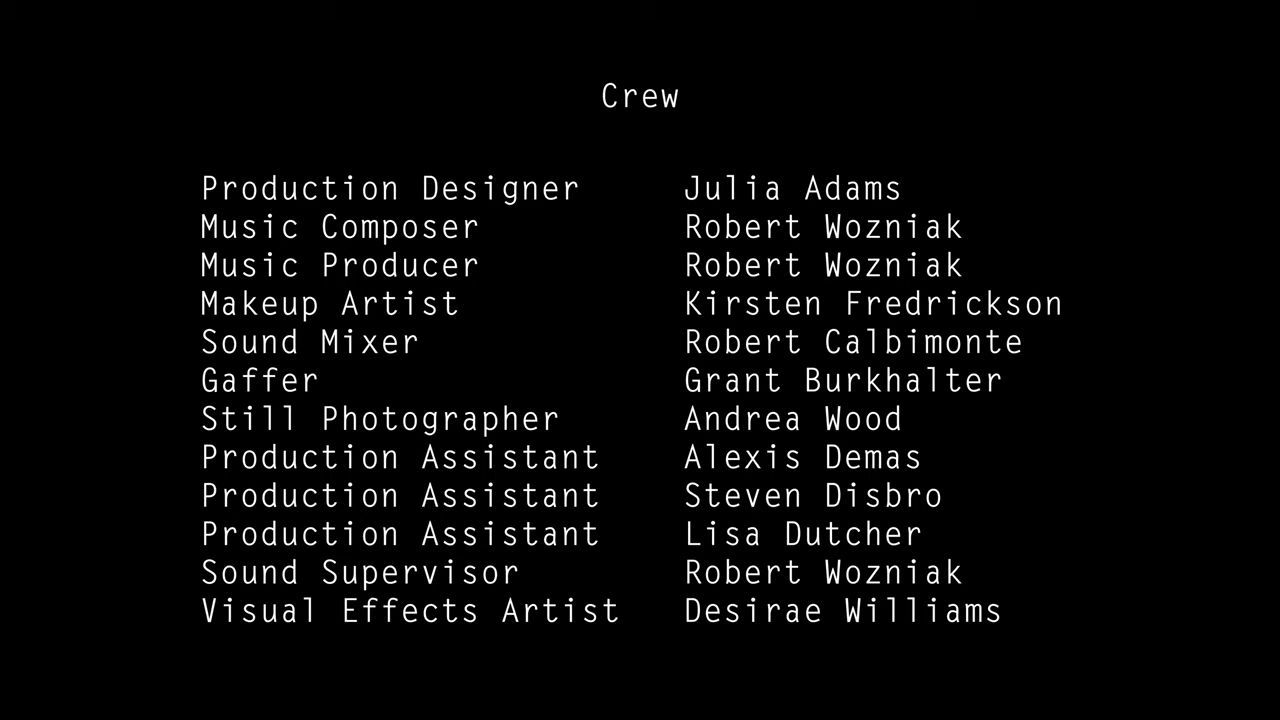 Crew
Production Designer Julia Adams
Music Composer Robert Wozniak
Music Producer Robert Wozniak
Makeup Artist Kirsten Fredrickson
Sound Mixer Robert Calbimonte
Gaffer Grant Burkhalter
Still Photographer Andrea Wood
Production Assistant Alexis Demas
Production Assistant Steven Disbro
Production Assistant Lisa Dutcher
Sound Supervisor Robert Wozniak
Visual Effects Artist Desirae Williams